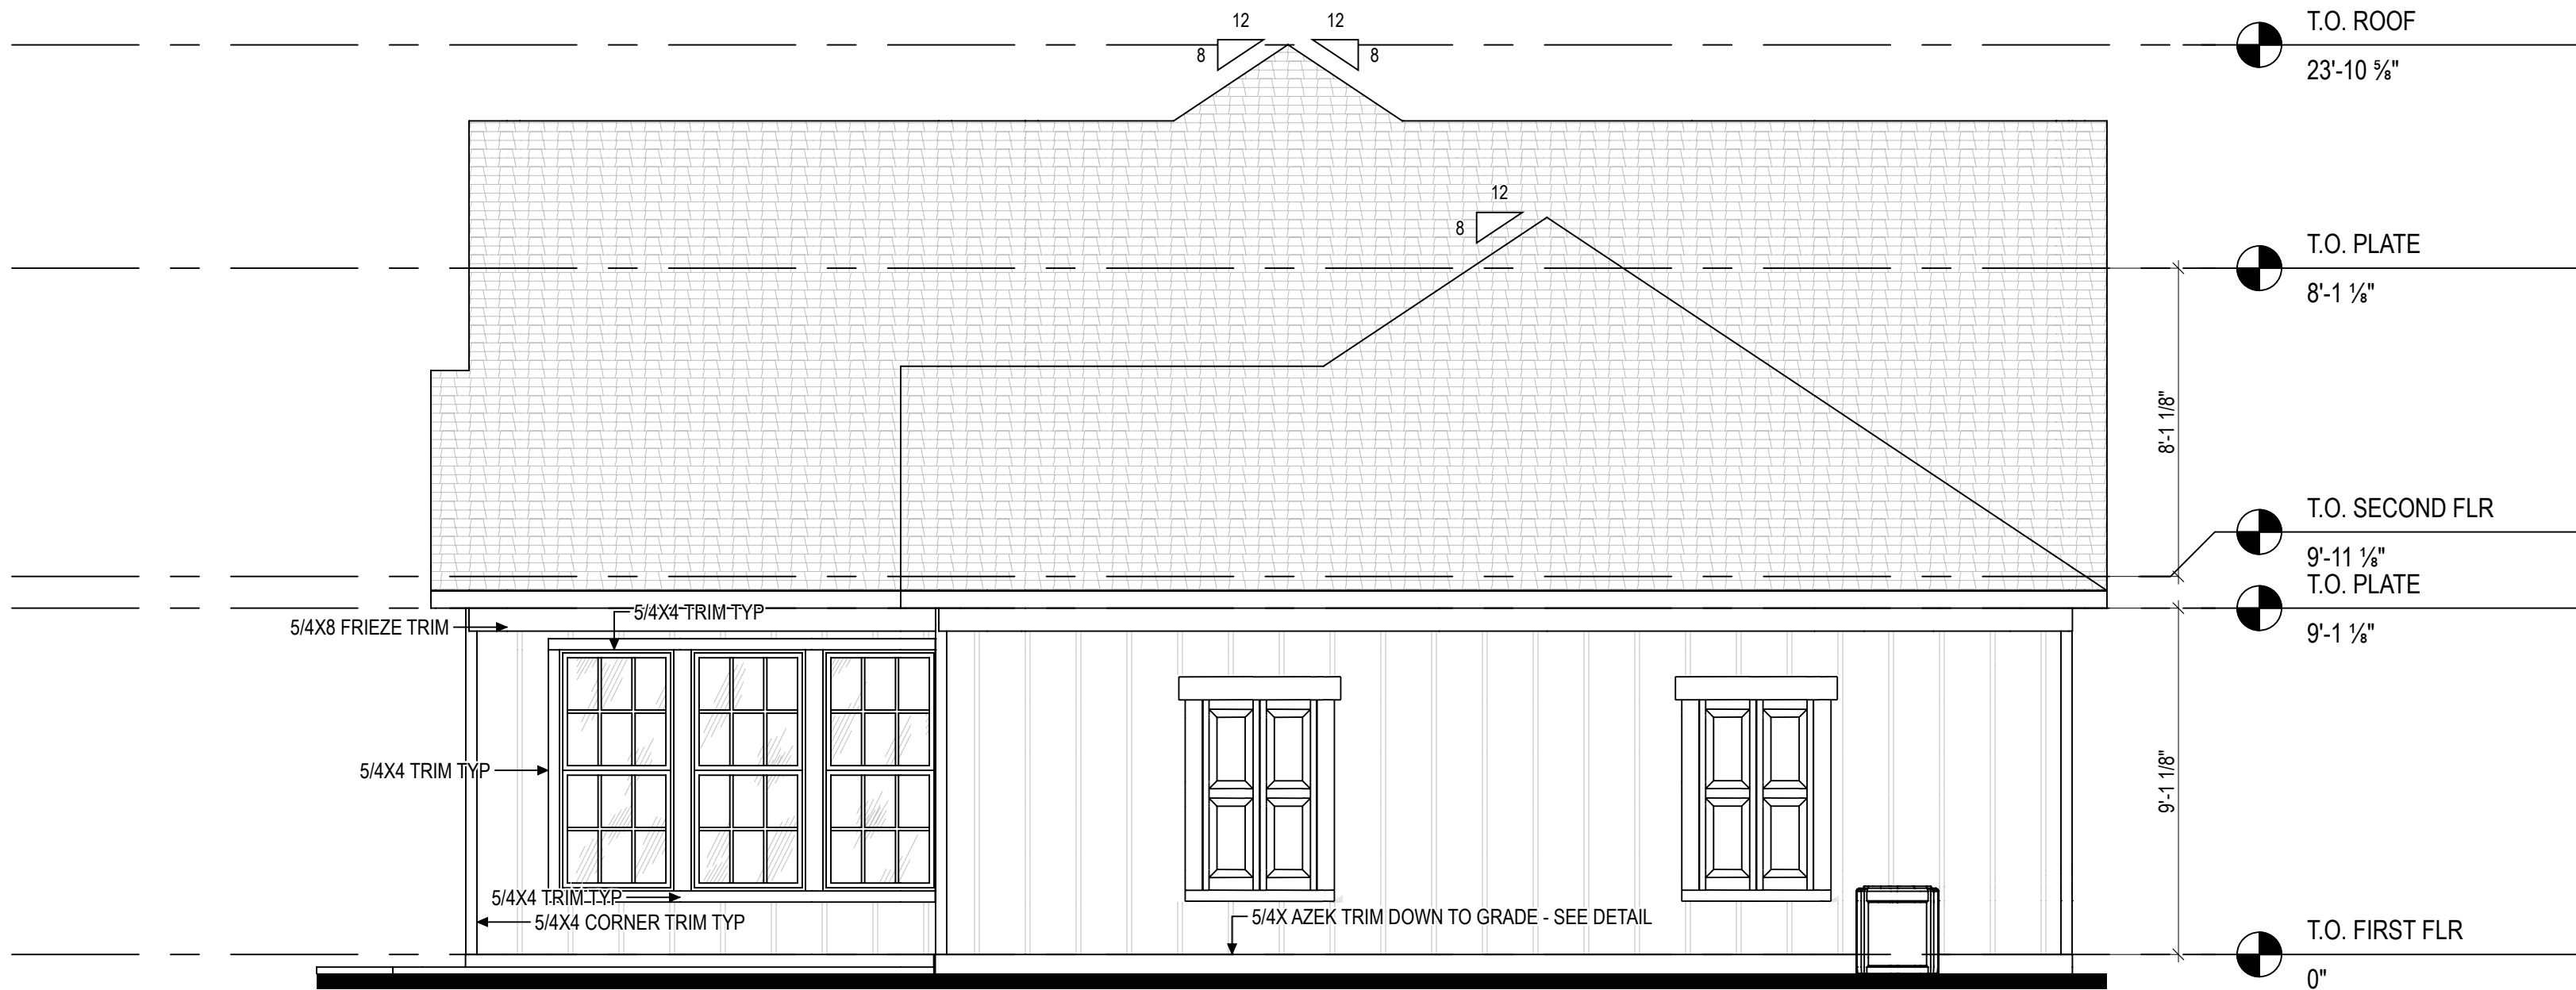 12
12
T.O. ROOF
8
8
23'-10 ⅝"
12
8
T.O. PLATE
8'-1 ⅛"
8'-1 1/8"
T.O. SECOND FLR
9'-11 ⅛"
T.O. PLATE
9'-1 ⅛"
5/4X4 TRIM TYP
5/4X8 FRIEZE TRIM
5/4X4 TRIM TYP
9'-1 1/8"
5/4X4 TRIM TYP
5/4X4 CORNER TRIM TYP
5/4X AZEK TRIM DOWN TO GRADE - SEE DETAIL
T.O. FIRST FLR
0"